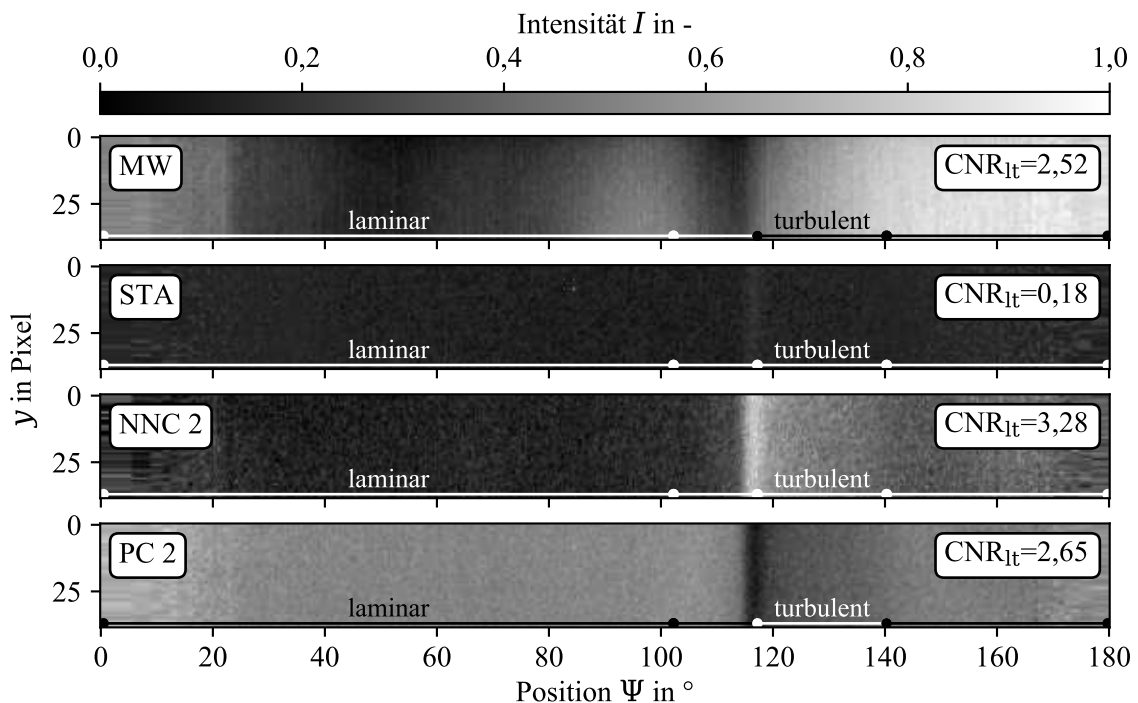 Intensität I in -
0,0 0,2 0,4 0,6 0,8 1,0
0
MW CNRlt=2,52
25
laminar turbulent
0
STA CNRlt=0,18
25
laminar turbulent
y in Pixel
0
NNC 2 CNRlt=3,28
25
laminar turbulent
0
PC 2 CNRlt=2,65
25
laminar turbulent
0 20 40 60 80 100 120 140 160 180
Position Ψ in °